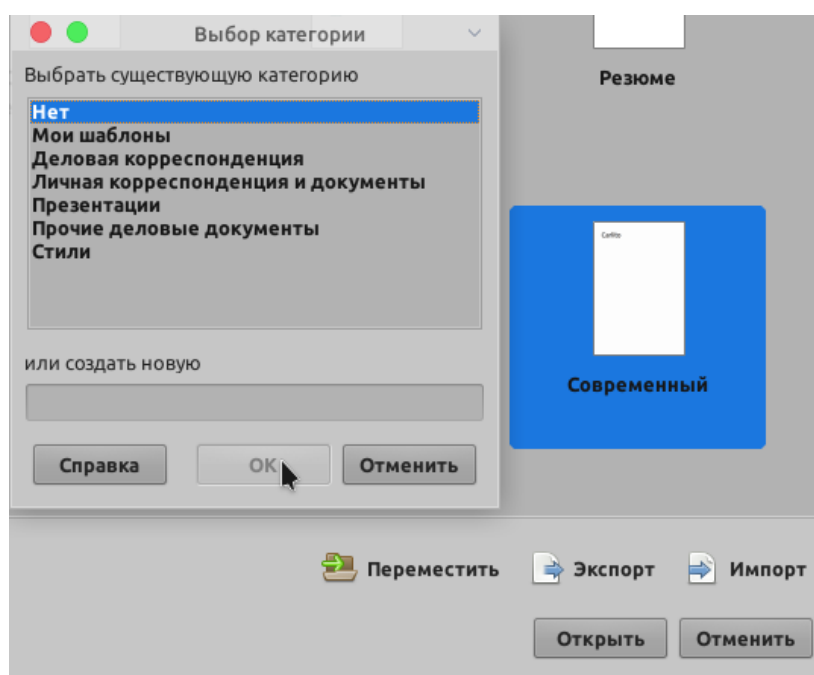 Выбор категории
Выбрать существующую категорию
Нет
Мои шаблоны
Деловая корреспонденция
Личная корреспонденция и документы
Презентации
Прочие деловые документы
Стили
или создать новую
Справка
OK
Отменить
Резюме
Carlito
Современный
Переместить
Экспорт
Импорт
Открыть
Отменить